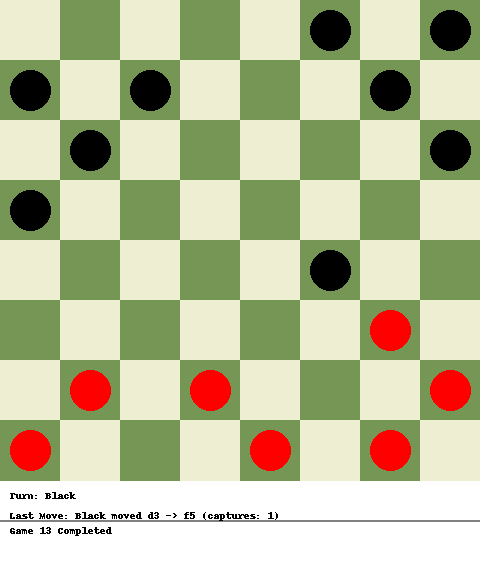 Turn: Black
Last Move: Black moved d3 -> f5 (captures: 1)
Game 13 Completed